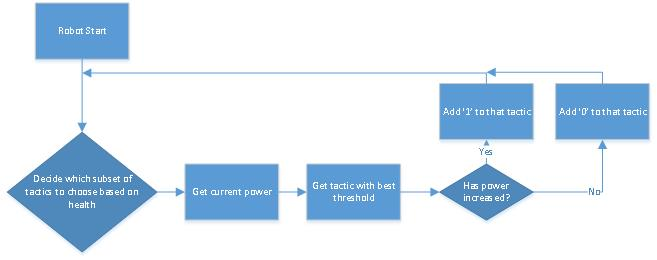 Robot Start
Add '1' to that tactic
Add '0' to that tactic
Yes
Decide which subset of
tactics to choose based on
health
Get current power
Get tactic with best
threshold
Has power
increased?
No